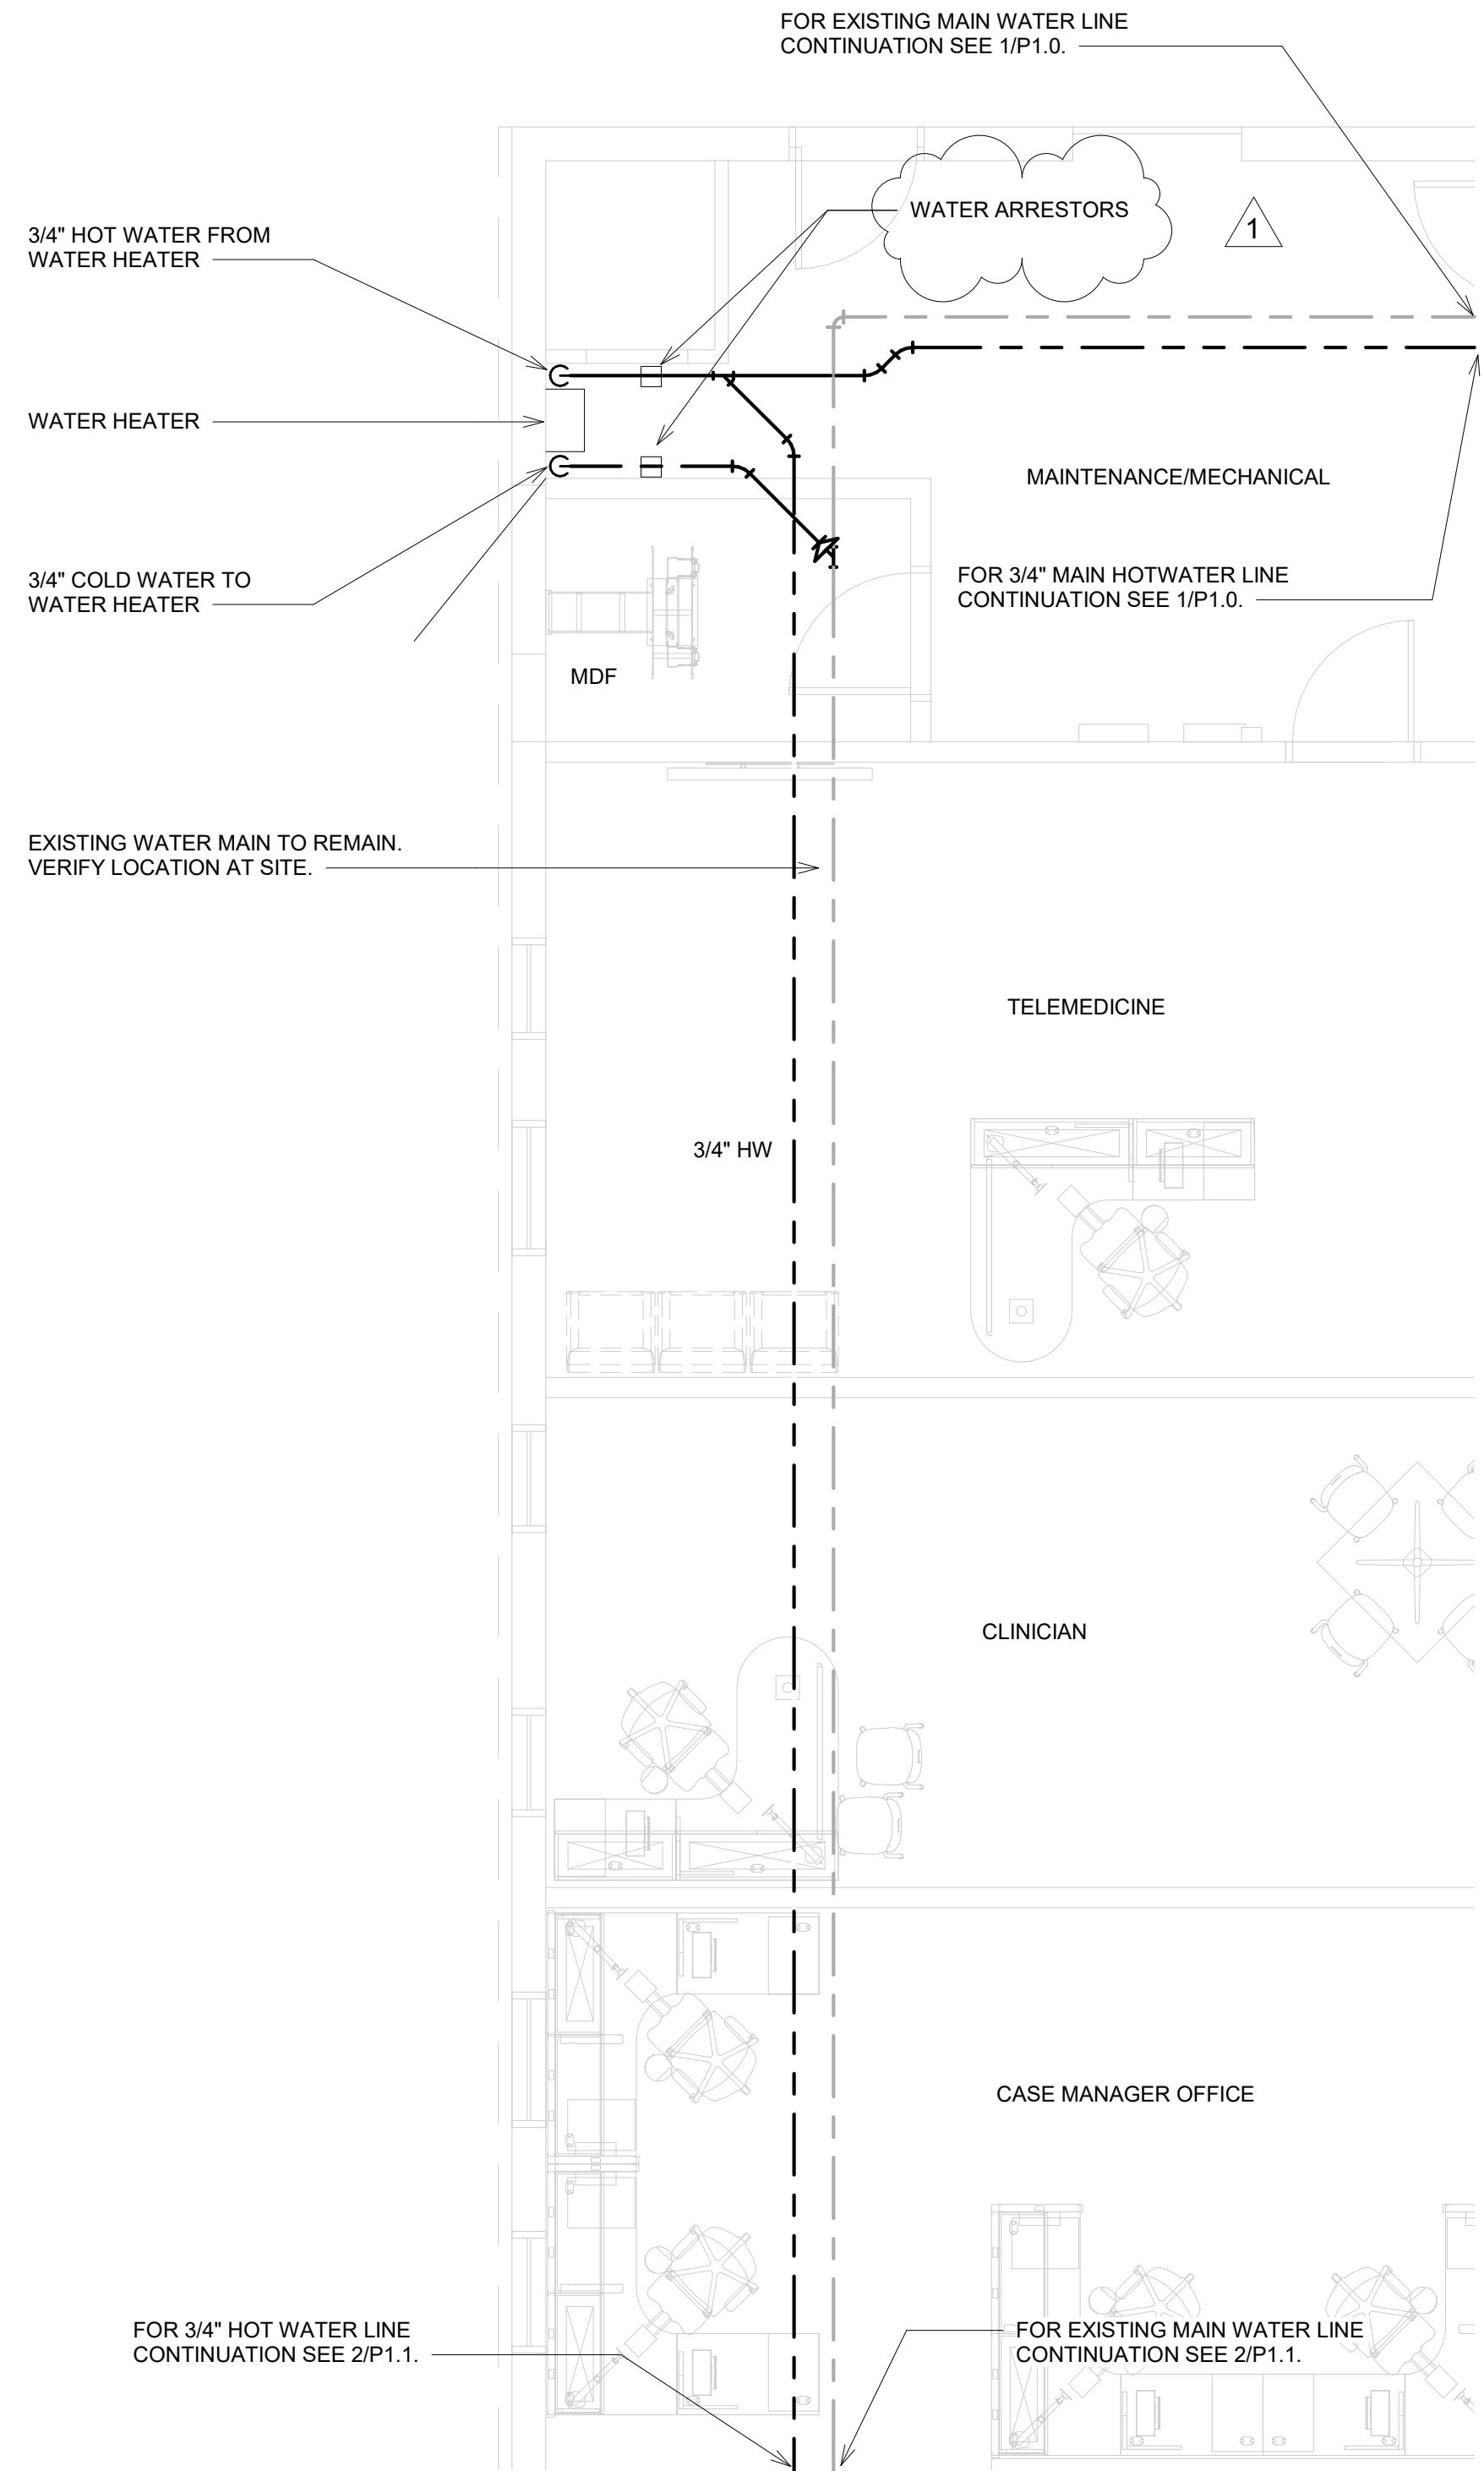 FOR EXISTING MAIN WATER LINE
CONTINUATION SEE 1/P1.0.
WATER ARRESTORS
1
3/4" HOT WATER FROM
WATER HEATER
WATER HEATER
MAINTENANCE/MECHANICAL
3/4" COLD WATER TO
WATER HEATER
FOR 3/4" MAIN HOTWATER LINE
CONTINUATION SEE 1/P1.0.
MDF
EXISTING WATER MAIN TO REMAIN.
VERIFY LOCATION AT SITE.
TELEMEDICINE
3/4" HW
CLINICIAN
CASE MANAGER OFFICE
FOR 3/4" HOT WATER LINE
CONTINUATION SEE 2/P1.1.
FOR EXISTING MAIN WATER LINE
CONTINUATION SEE 2/P1.1.